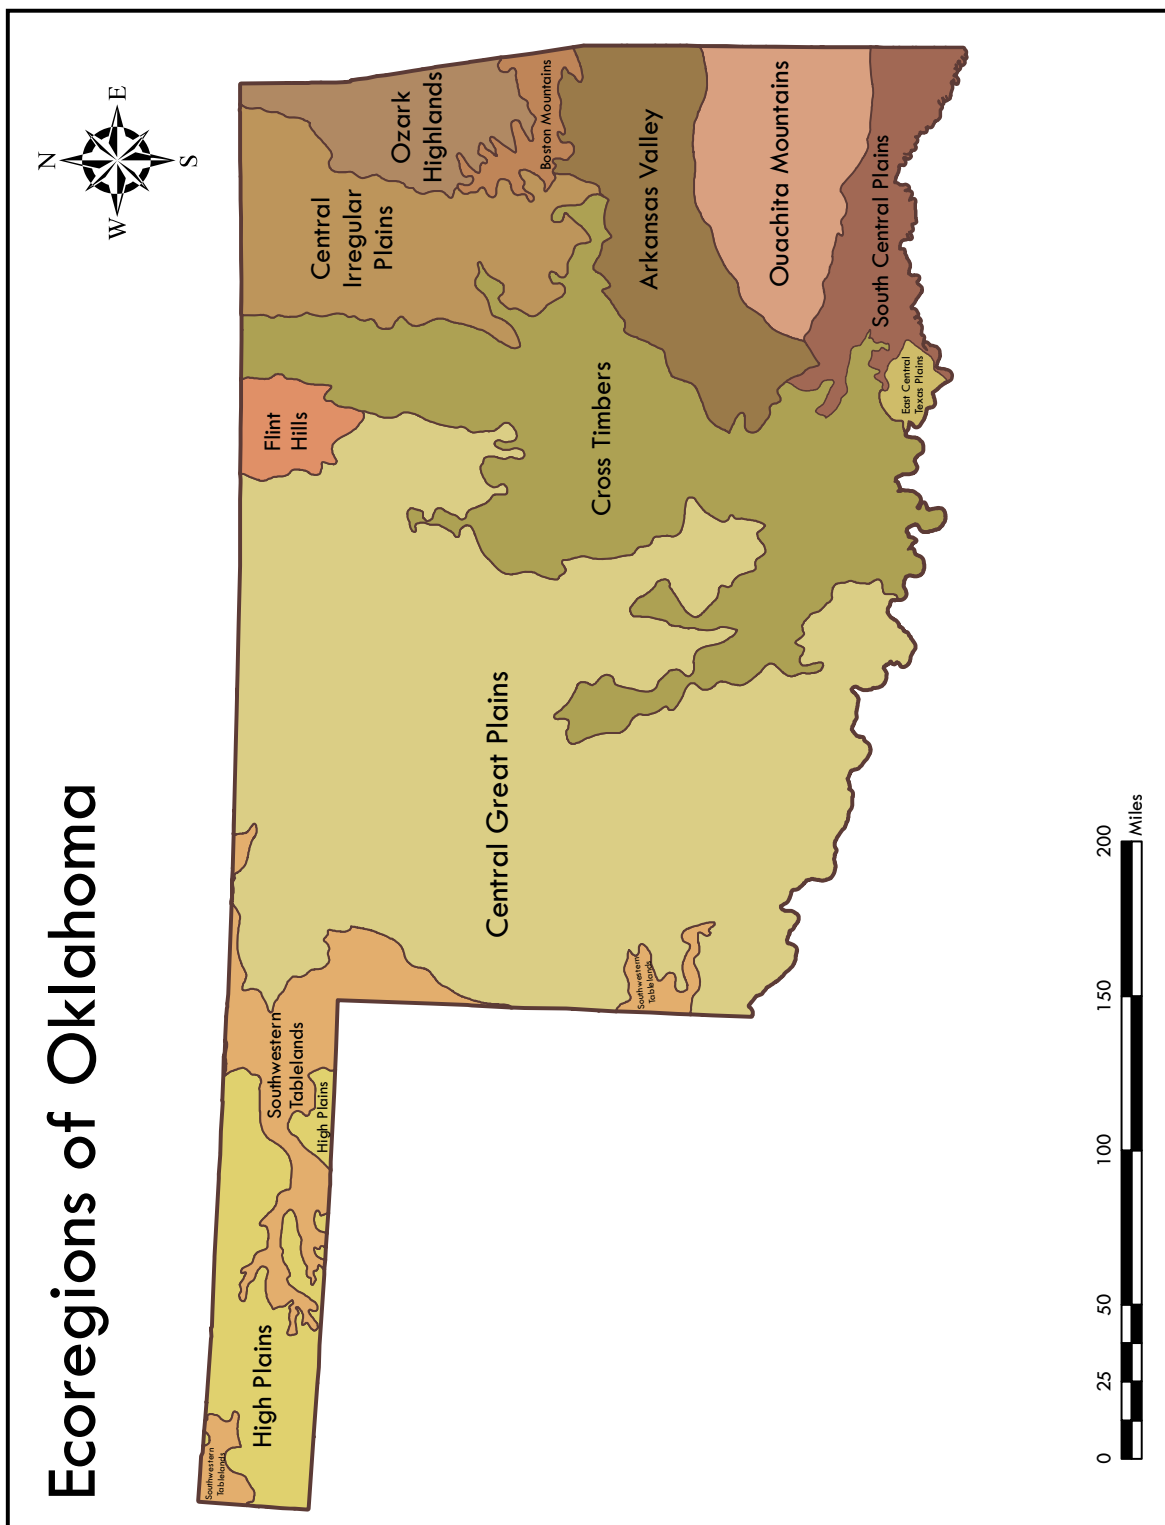 Ecoregions of Oklahoma
N
W
E
S
Southwestern
Tablelands
High Plains
Southwestern
Tablelands
High Plains
Central Great Plains
Southwestern
Tablelands
Flint
Hills
Cross Timbers
Central
Irregular
Plains
Ozark
Highlands
Boston Mountains
Arkansas Valley
Ouachita Mountains
South Central Plains
East Central
Texas Plains
0
25
50
100
150
200
Miles